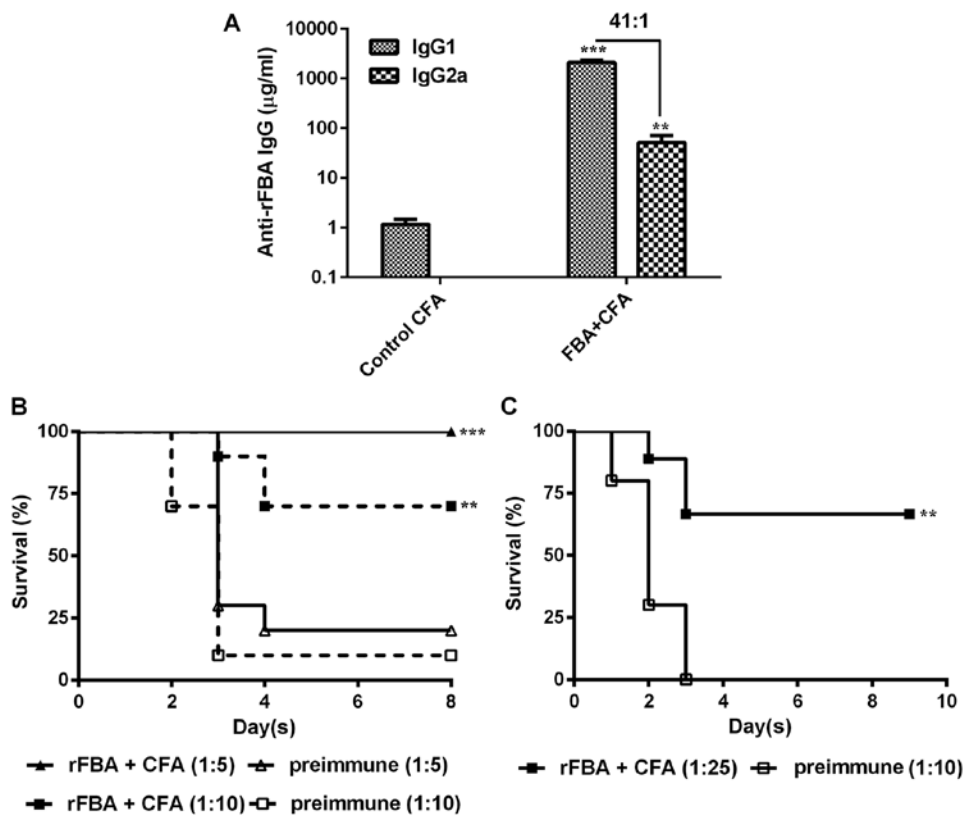 A
41:1
10000
1000
100
10
1
0.1
Anti-rFBA IgG (μg/ml)
IgG1
IgG2a
***
**
Control CFA
FBA+CFA
B
100
75
50
25
0
Survival (%)
***
**
0 2 4 6 8
Day(s)
rFBA + CFA (1:5) preimmune (1:5)
rFBA + CFA (1:10) preimmune (1:10)
C
100
75
50
25
0
Survival (%)
**
0 2 4 6 8 10
Day(s)
rFBA + CFA (1:25) preimmune (1:10)